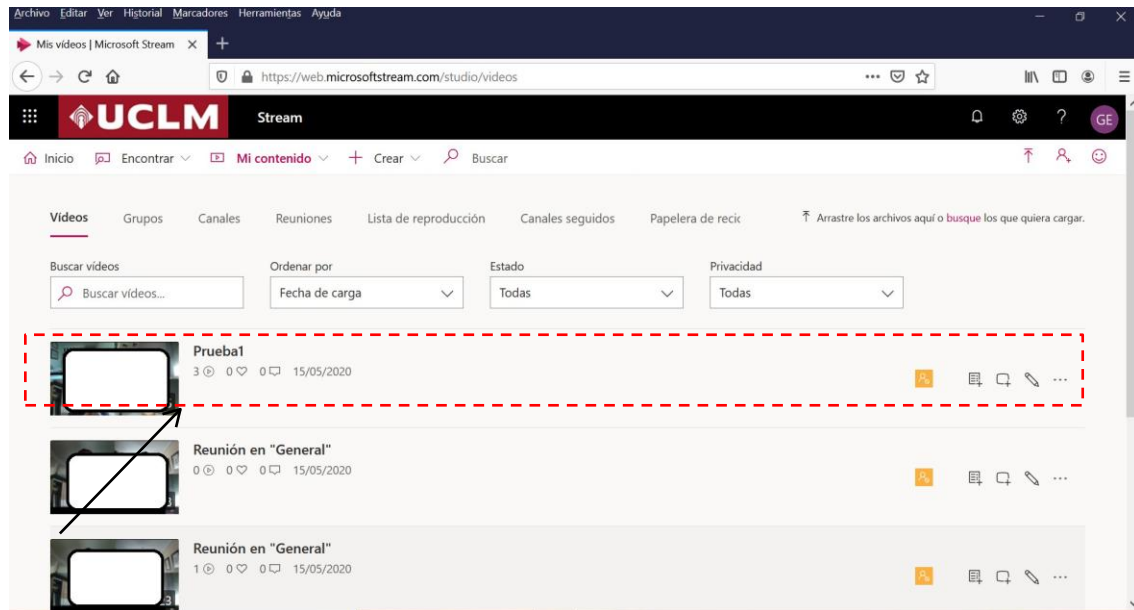 Archivo Editar Ver Historial Marcadores Herramientas Ayuda
Mis vídeos | Microsoft Stream
https://web.microsoftstream.com/studio/videos
UCLM Stream GE
Inicio Encontrar Mi contenido Crear Buscar
Vídeos Grupos Canales Reuniones Lista de reproducción Canales seguidos Papelera de recic Arrastre los archivos aquí o busque los que quiera cargar.
Buscar vídeos Ordenar por Estado Privacidad
Buscar vídeos... Fecha de carga Todas Todas
Prueba1
3 0 0 15/05/2020
Reunión en "General"
0 0 0 15/05/2020
Reunión en "General"
1 0 0 15/05/2020